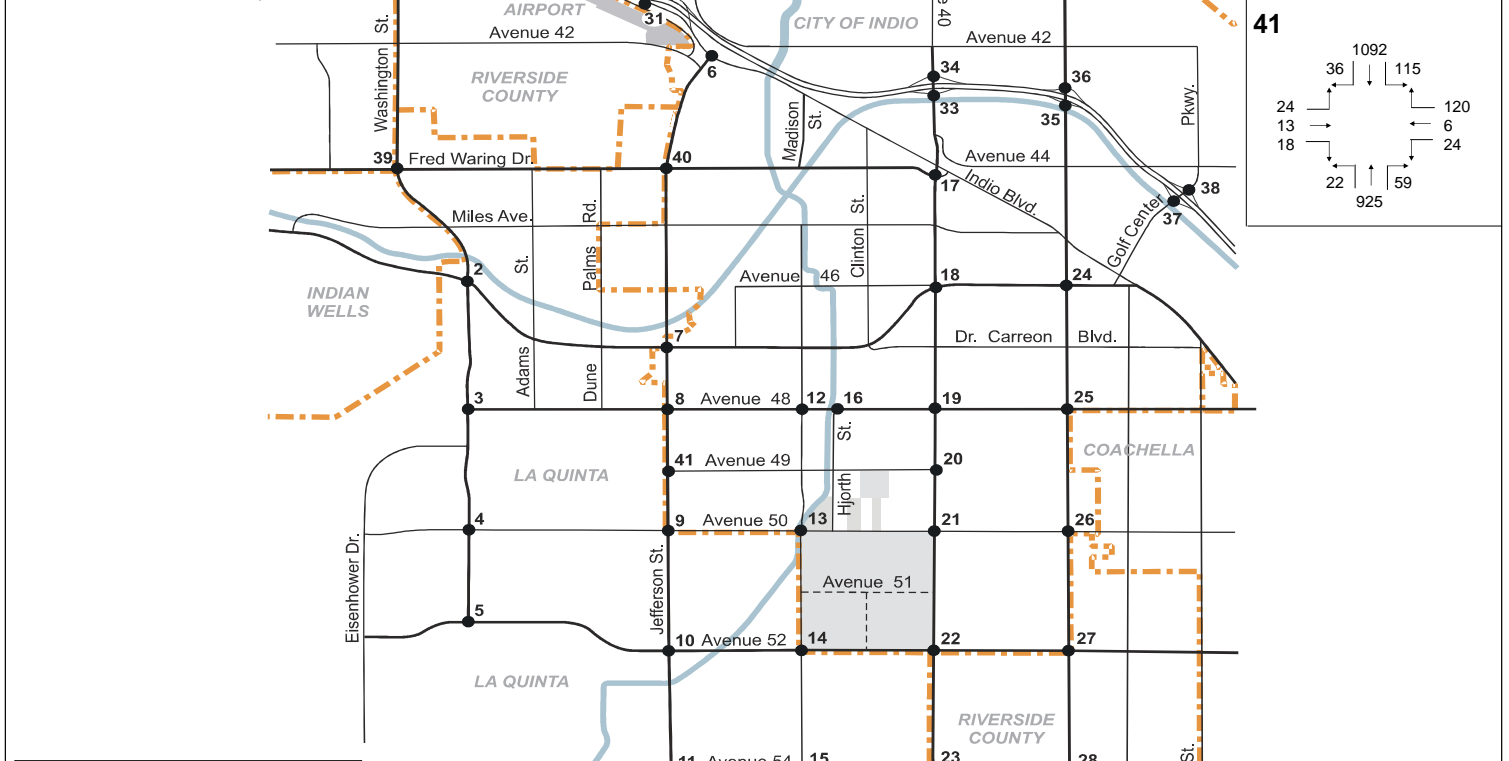 AIRPORT
31
CITY OF INDIO
e 40
41
St.
Avenue 42
Avenue 42
6
RIVERSIDE
COUNTY
34
36
1092
36
115
Washington
Madison
St.
33
35
Pkwy.
24
120
13
6
18
24
39
Fred Waring Dr.
40
Avenue 44
17
Indio Blvd.
38
22
59
925
Miles Ave.
Rd.
St.
37
Golf Center
2
St.
Palms
Clinton
Avenue 46
18
24
INDIAN
WELLS
7
Dr. Carreon Blvd.
Adams
Dune
3
8
Avenue 48
12
16
19
25
St.
COACHELLA
41
Avenue 49
20
LA QUINTA
Hjorth
4
9
Avenue 50
13
21
26
Eisenhower Dr.
Jefferson St.
Avenue 51
5
10
Avenue 52
14
22
27
LA QUINTA
RIVERSIDE
COUNTY
St.
11
Avenue 54
15
23
28